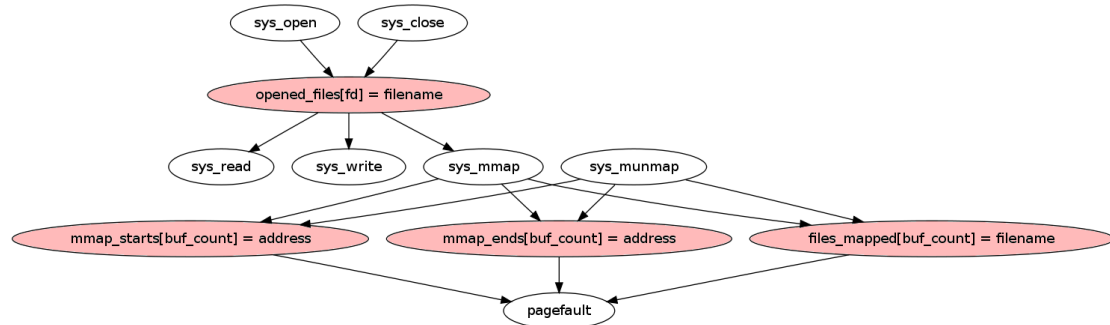 sys_open
sys_close
opened_files[fd] = filename
sys_read
sys_write
sys_mmap
sys_munmap
mmap_starts[buf_count] = address
mmap_ends[buf_count] = address
files_mapped[buf_count] = filename
pagefault